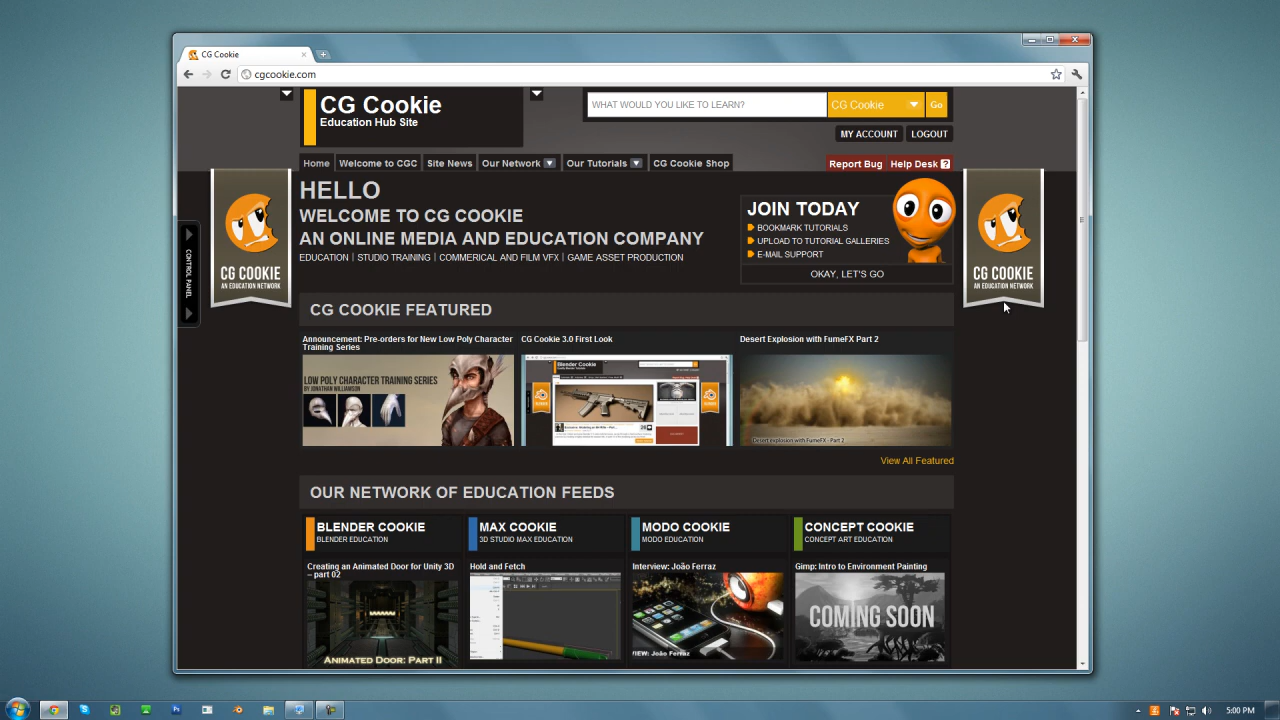 CG Cookie
cgcookie.com
CG Cookie
Education Hub Site
WHAT WOULD YOU LIKE TO LEARN?
CG Cookie
Go
MY ACCOUNT
LOGOUT
Home
Welcome to CGC
Site News
Our Network
Our Tutorials
CG Cookie Shop
Report Bug
Help Desk ?
CG COOKIE
AN EDUCATION NETWORK
CONTROL PANEL
HELLO
WELCOME TO CG COOKIE
AN ONLINE MEDIA AND EDUCATION COMPANY
EDUCATION | STUDIO TRAINING | COMMERICAL AND FILM VFX | GAME ASSET PRODUCTION
JOIN TODAY
BOOKMARK TUTORIALS
UPLOAD TO TUTORIAL GALLERIES
E-MAIL SUPPORT
OKAY, LET'S GO
CG COOKIE
AN EDUCATION NETWORK
CG COOKIE FEATURED
Announcement: Pre-orders for New Low Poly Character
Training Series
LOW POLY CHARACTER TRAINING SERIES
BY JONATHAN WILLIAMSON
CG Cookie 3.0 First Look
Blender Cookie
Desert Explosion with FumeFX Part 2
Desert explosion with FumeFX - Part 2
View All Featured
OUR NETWORK OF EDUCATION FEEDS
BLENDER COOKIE
BLENDER EDUCATION
Creating an Animated Door for Unity 3D
– part 02
ANIMATED DOOR: PART II
MAX COOKIE
3D STUDIO MAX EDUCATION
Hold and Fetch
MODO COOKIE
MODO EDUCATION
Interview: João Ferraz
VIEW: João Ferraz
CONCEPT COOKIE
CONCEPT ART EDUCATION
Gimp: Intro to Environment Painting
COMING SOON
5:00 PM